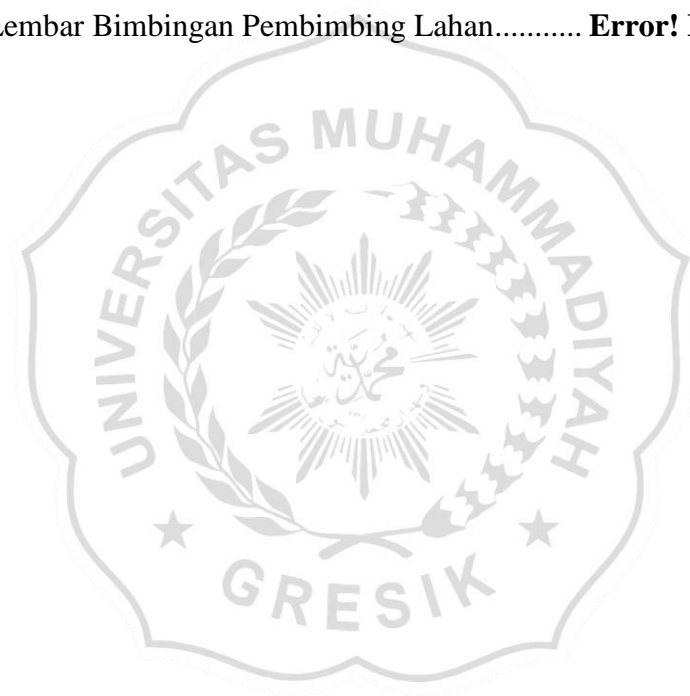 Lembar Bimbingan Pembimbing Lahan........... Error!
UNIVERSITAS MUHAMMADIYAH
GRESIK